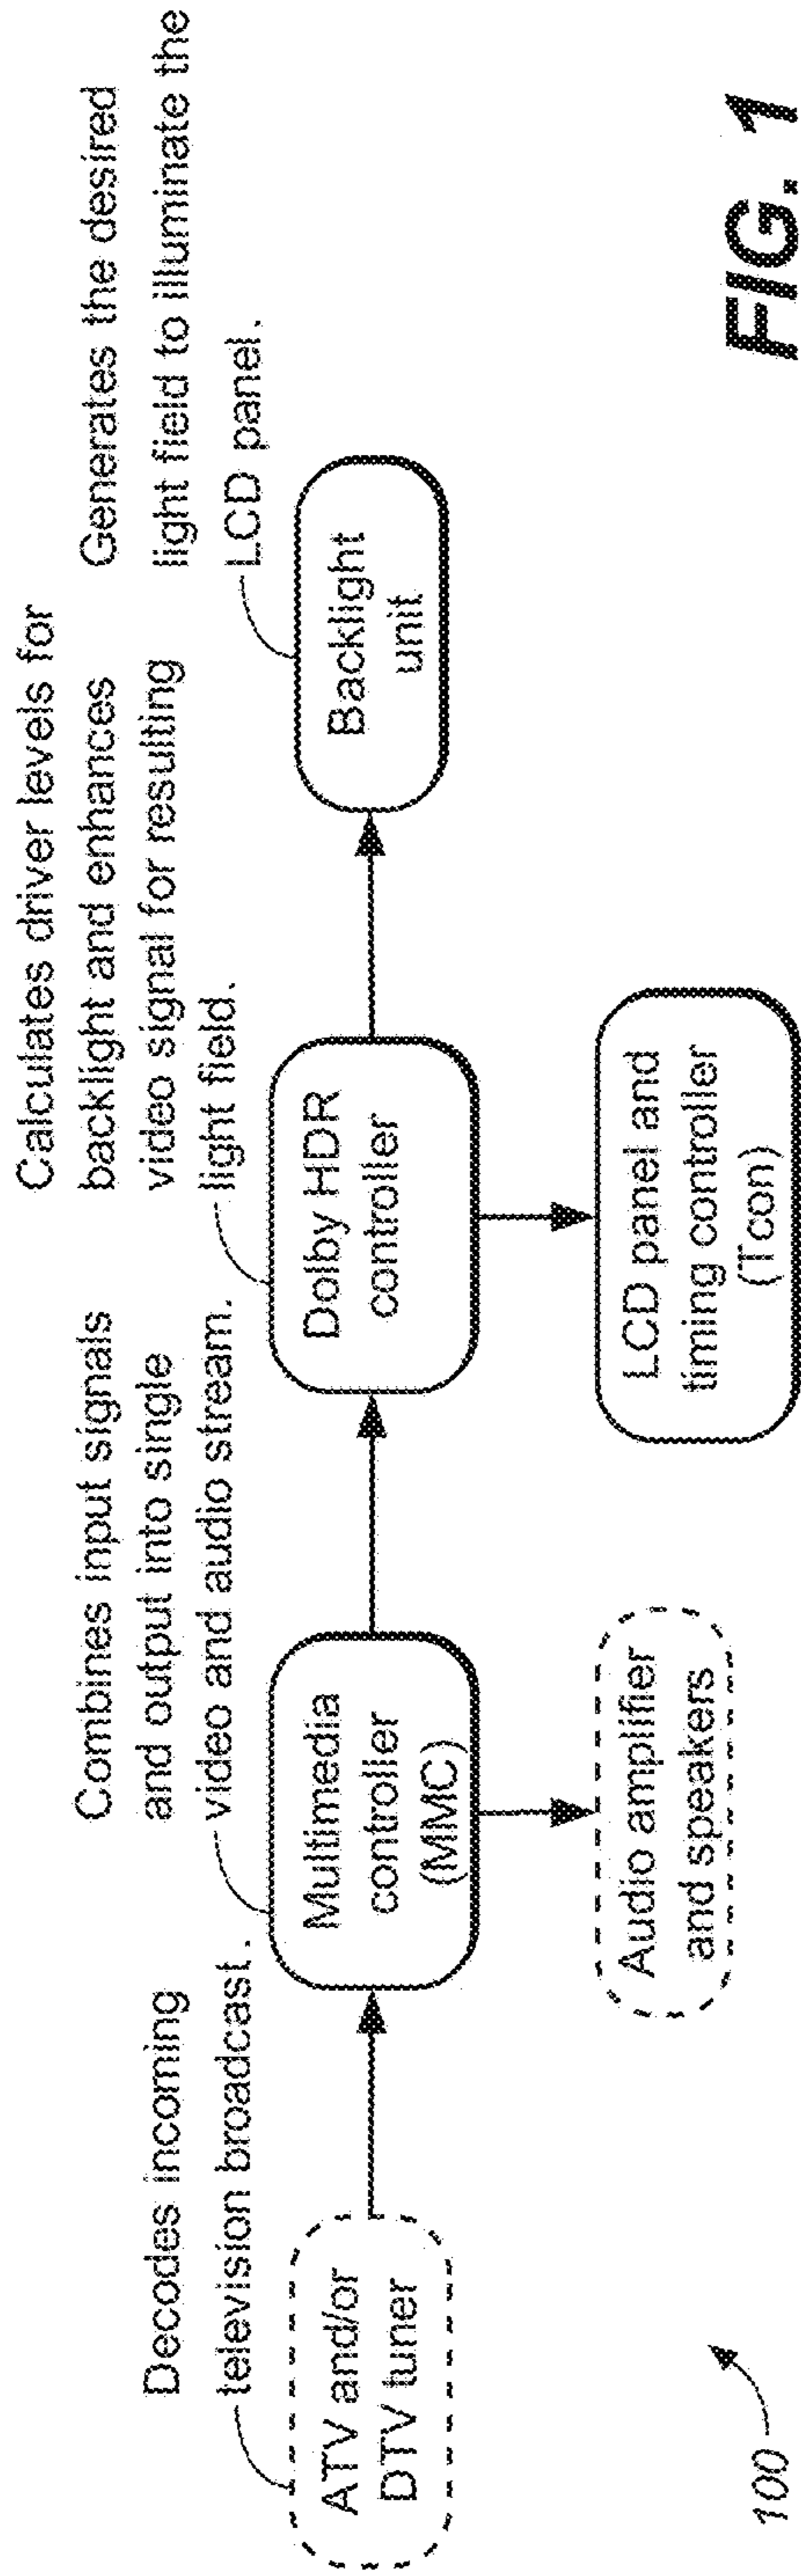 Decodes incoming
television broadcast.
ATV and/or
DTV tuner
Combines input signals
and output into single
video and audio stream.
Multimedia
controller
(MMC)
Audio amplifier
and speakers
Calculates driver levels for
backlight and enhances
video signal for resulting
light field.
Dolby HDR
controller
LCD panel and
timing controller
(Tcon)
Generates the desired
light field to illuminate the
LCD panel.
Backlight
unit
100
FIG. 1